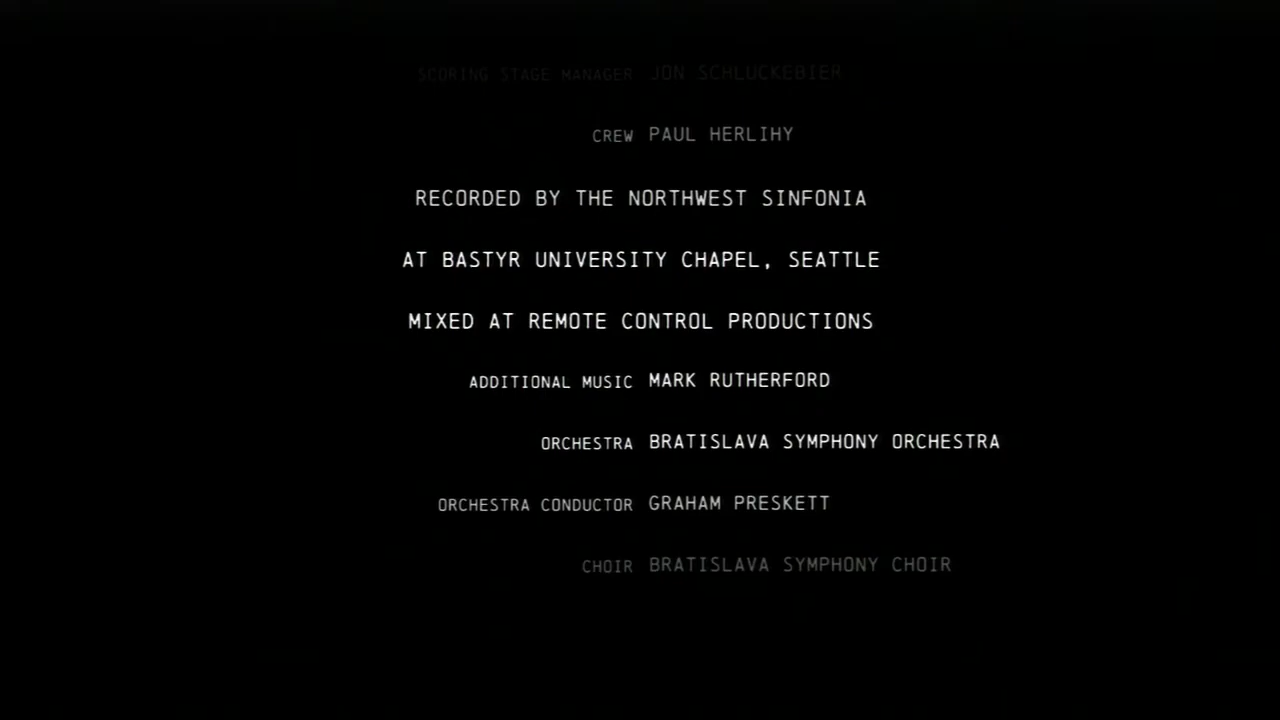 SCORING STAGE MANAGER JON SCHLUCKEBIER
CREW PAUL HERLIHY
RECORDED BY THE NORTHWEST SINFONIA
AT BASTYR UNIVERSITY CHAPEL, SEATTLE
MIXED AT REMOTE CONTROL PRODUCTIONS
ADDITIONAL MUSIC MARK RUTHERFORD
ORCHESTRA BRATISLAVA SYMPHONY ORCHESTRA
ORCHESTRA CONDUCTOR GRAHAM PRESKETT
CHOIR BRATISLAVA SYMPHONY CHOIR